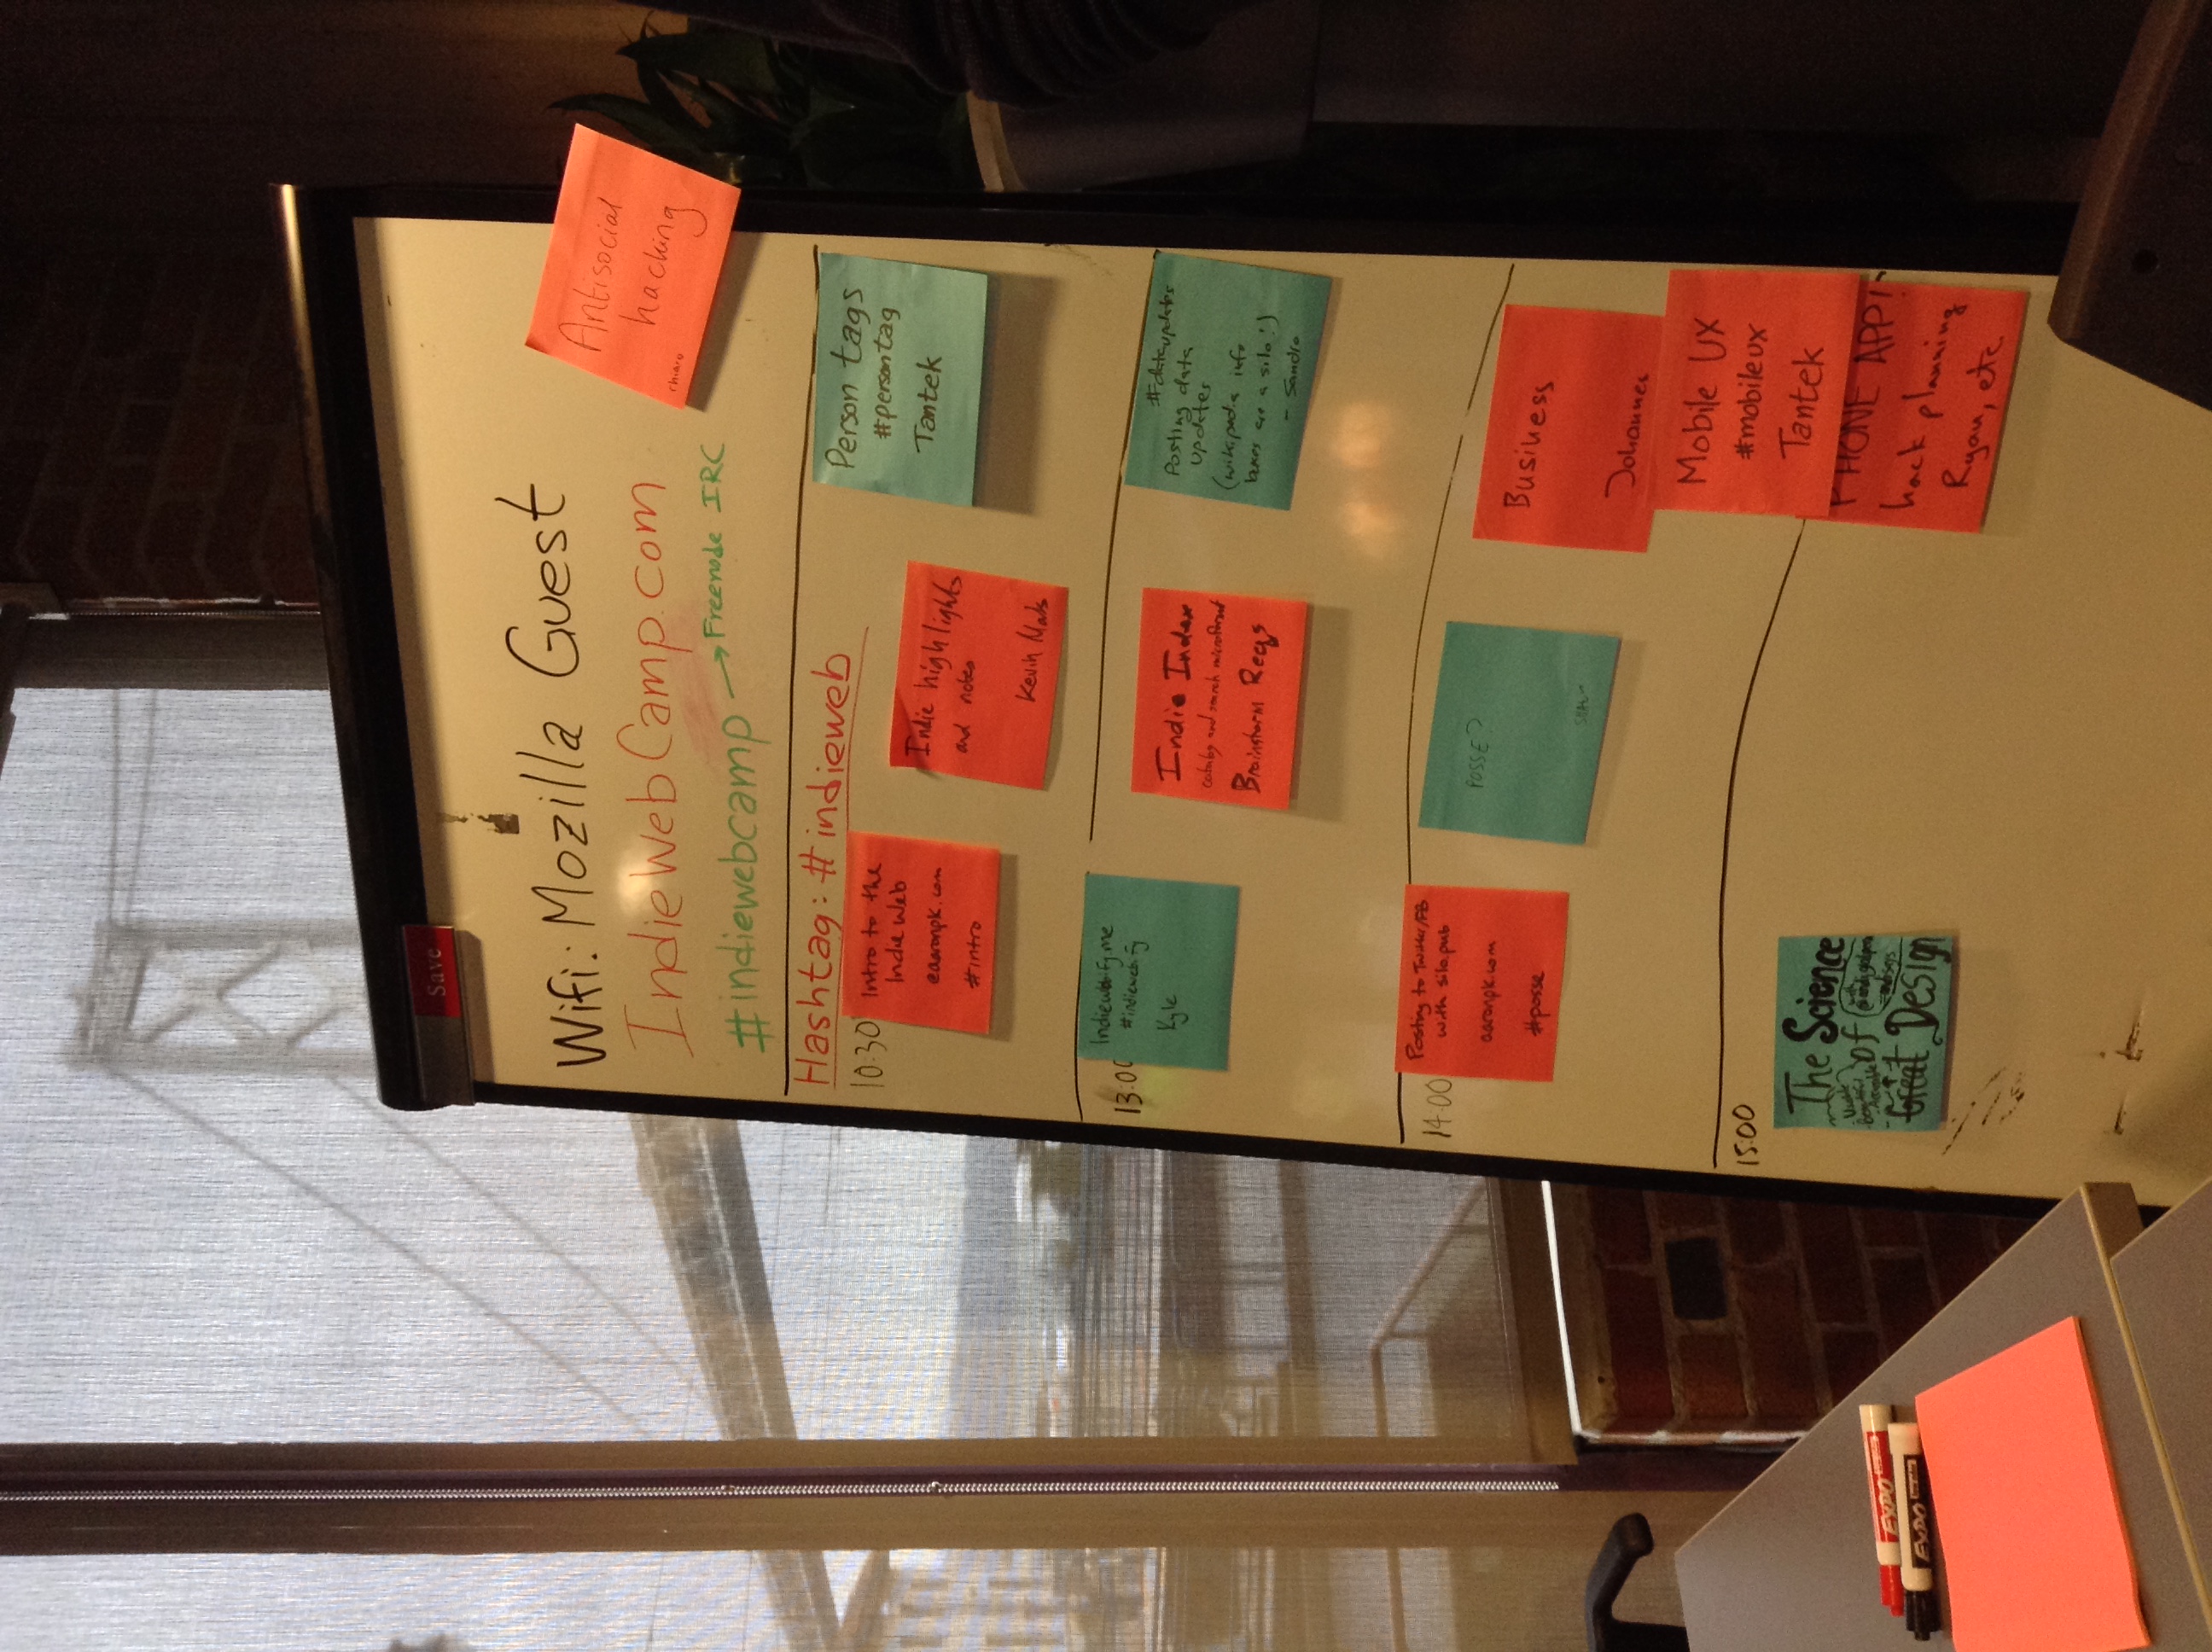 Save
Wifi: Mozilla Guest
IndieWebCamp.com
#indiewebcamp → Freenode IRC
Antisocial
hacking
Hashtag: #indieweb
10:30
Intro to the
Indie Web
@aaronpk.com
#intro
Indie highlights
and notes
Kevin Marks
Person tags
#persontag
Tantek
13:00
Indiewebify.me
#indiewebify
Kyle
Indie Index
catalog and search microformat
Brainstorm Reqs
#dataupdates
Posting data
updates
(wikipedia info
boxes are a silo!)
- Sandro
14:00
Posting to Twitter/FB
with silo.pub
aaronpk.com
#posse
POSSE?
Business
Johannes
Mobile UX
#mobileux
Tantek
15:00
The Science
Usable
Beautiful
Accessible
of
with
Great Design
PHONE APP!
hack planning
Ryan, etc
EXPO
EXPO